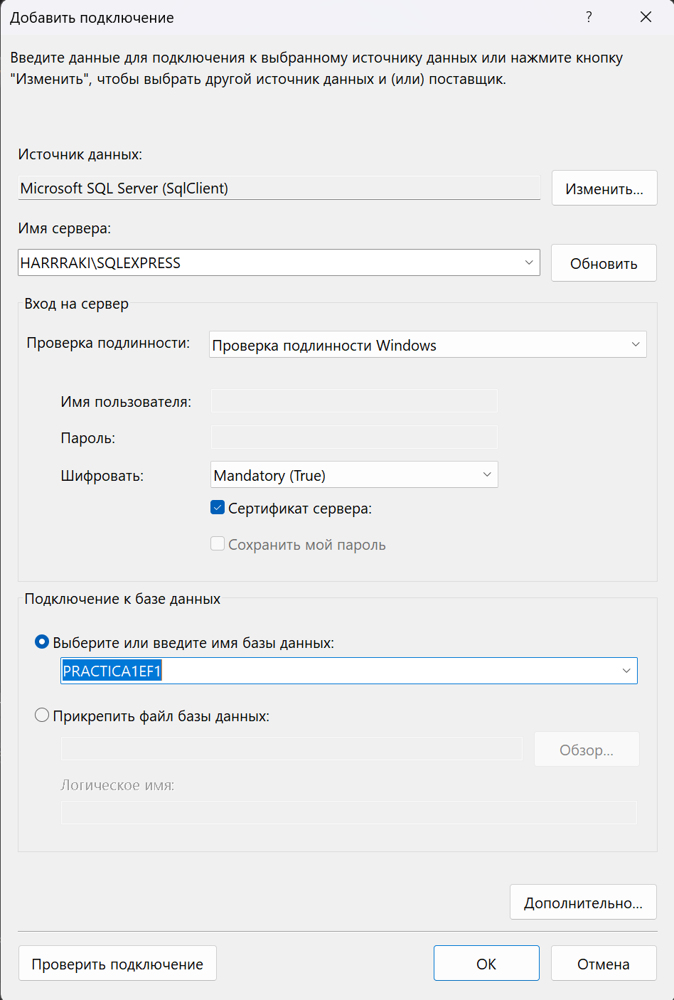 Добавить подключение
?
Введите данные для подключения к выбранному источнику данных или нажмите кнопку
"Изменить", чтобы выбрать другой источник данных и (или) поставщик.
Источник данных:
Microsoft SQL Server (SqlClient)
Изменить...
Имя сервера:
HARRRAKI\SQLEXPRESS
Обновить
Вход на сервер
Проверка подлинности:
Проверка подлинности Windows
Имя пользователя:
Пароль:
Шифровать:
Mandatory (True)
Сертификат сервера:
Сохранить мой пароль
Подключение к базе данных
Выберите или введите имя базы данных:
PRACTICA1EF1
Прикрепить файл базы данных:
Обзор...
Логическое имя:
Дополнительно...
Проверить подключение
ОК
Отмена